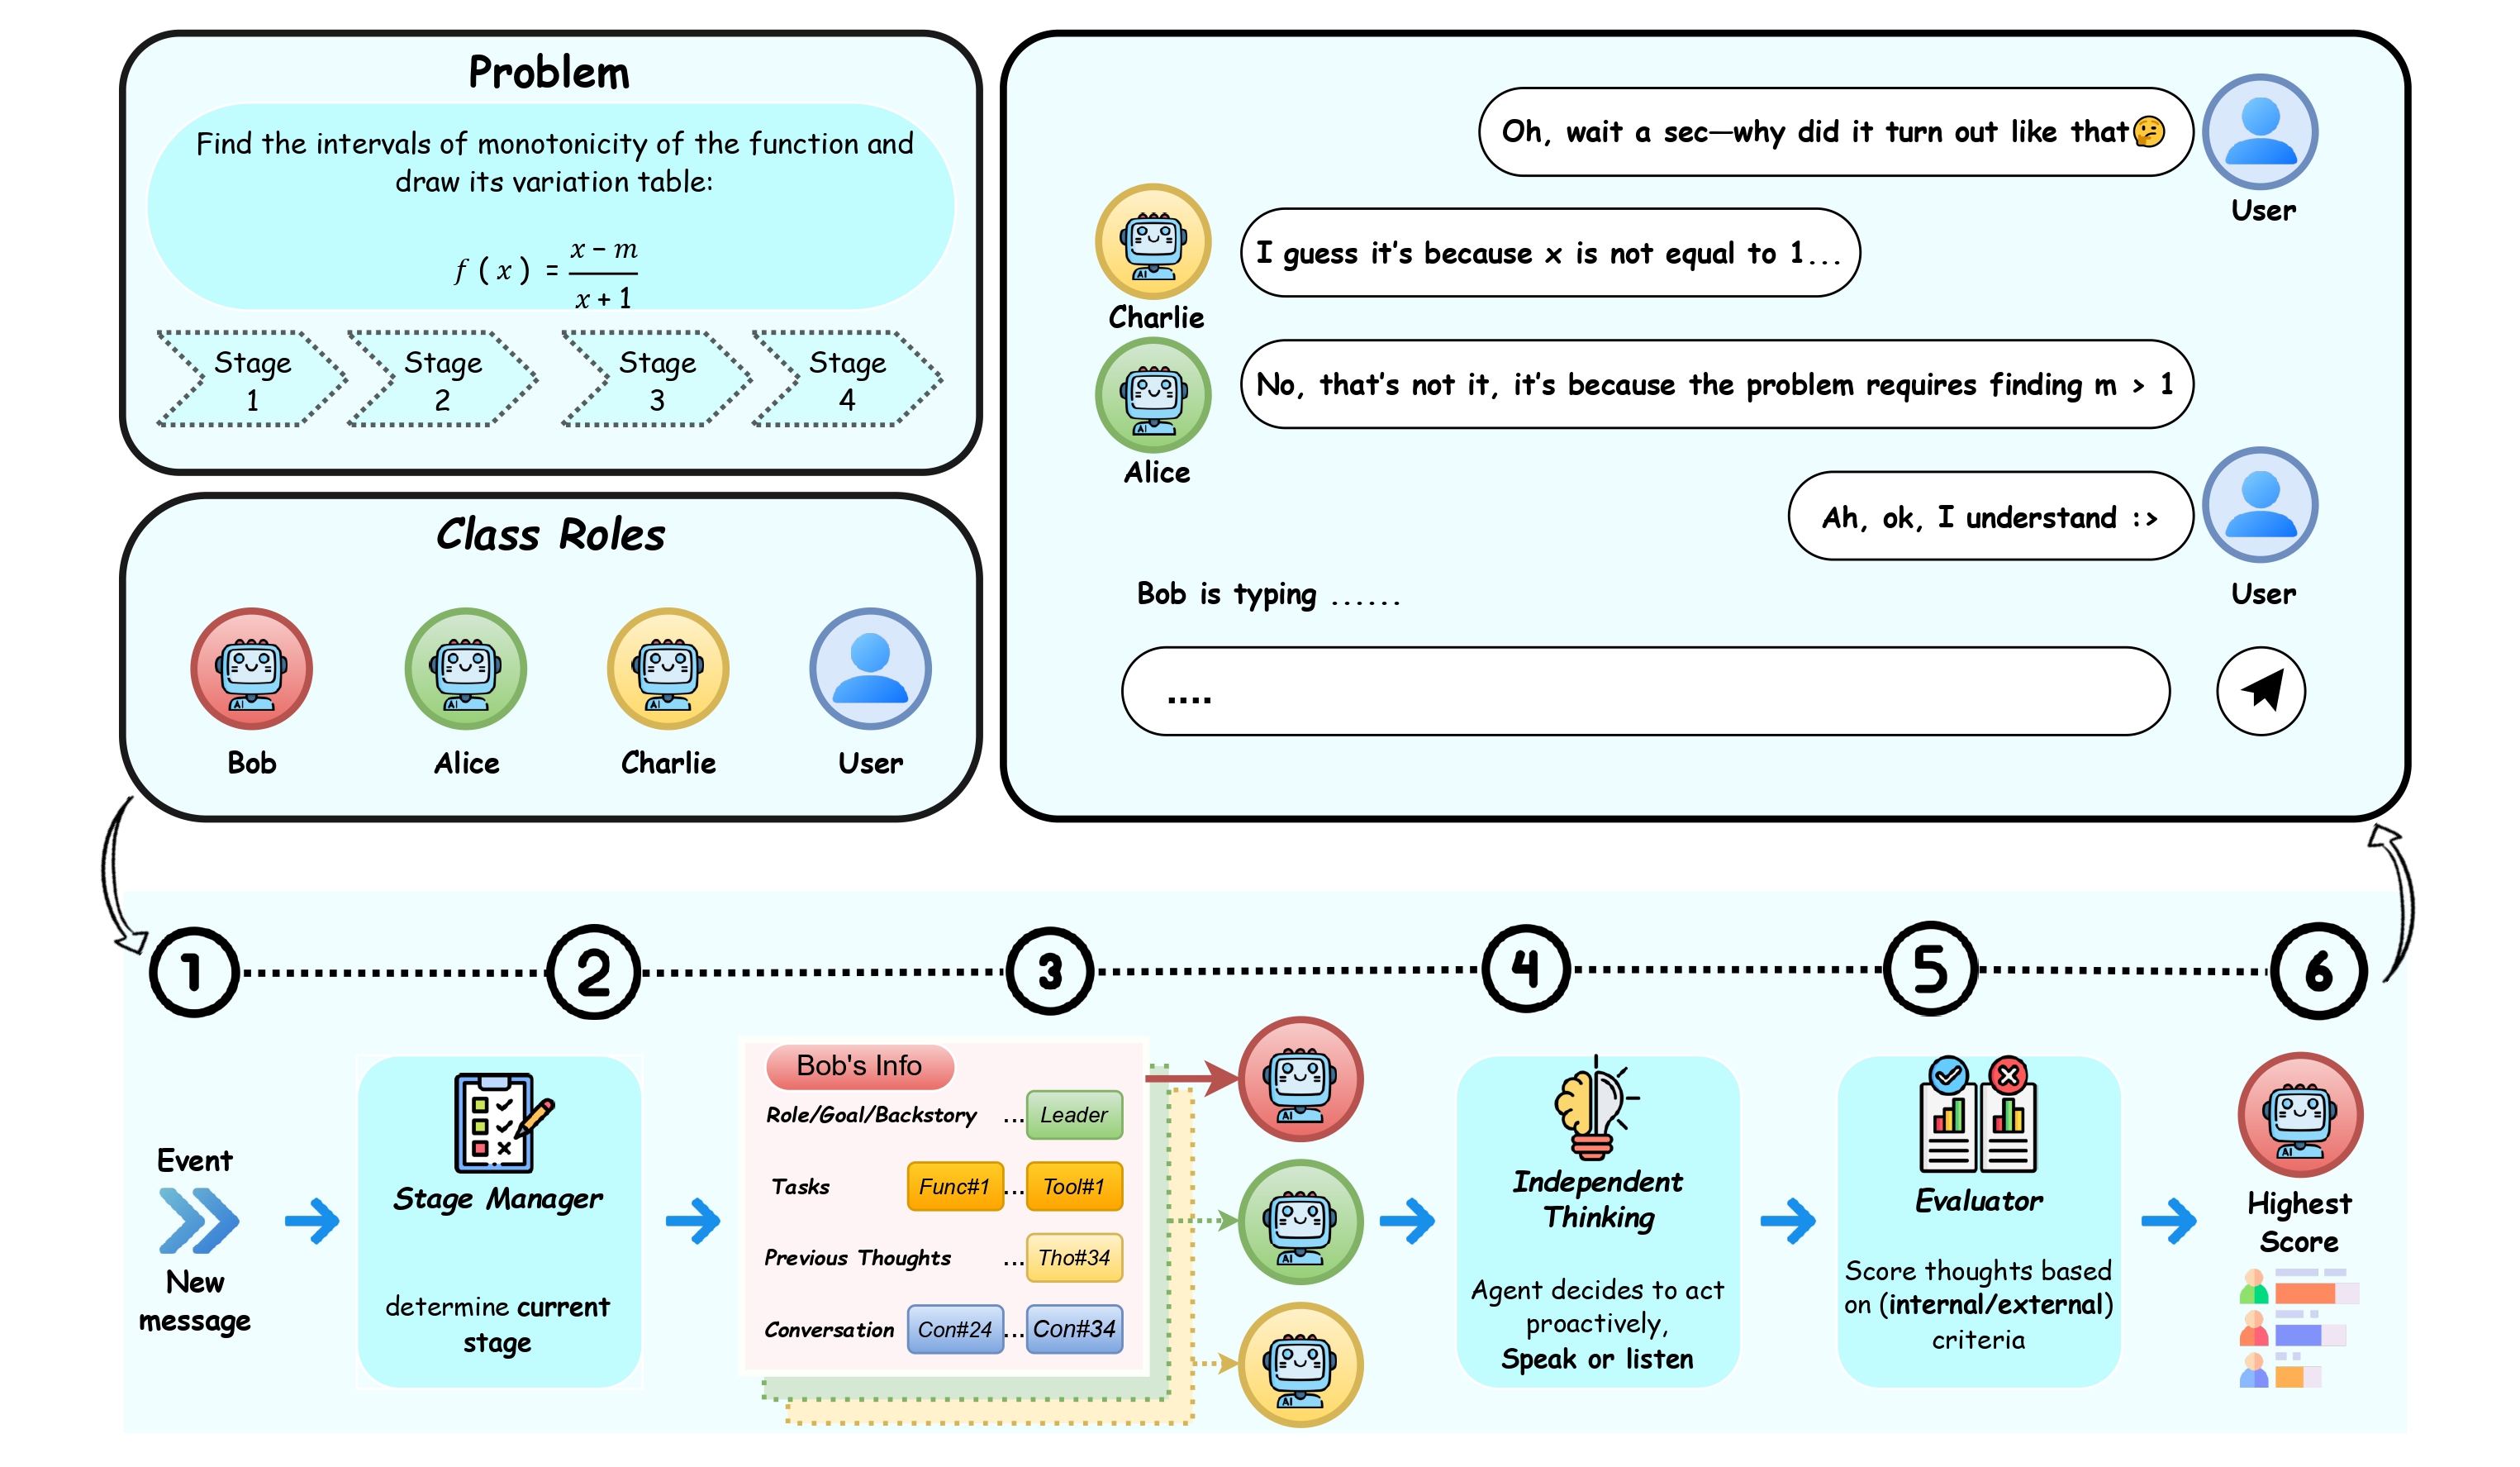 Problem
Find the intervals of monotonicity of the function and
draw its variation table:
f ( x ) = x − m / x + 1
Stage
1
Stage
2
Stage
3
Stage
4
Class Roles
Bob
Alice
Charlie
User
Oh, wait a sec—why did it turn out like that🤔
User
I guess it's because x is not equal to 1...
Charlie
No, that's not it, it's because the problem requires finding m > 1
Alice
Ah, ok, I understand :>
User
Bob is typing ......
....
1
2
3
4
5
6
Event
New
message
Stage Manager
determine current
stage
Bob's Info
Role/Goal/Backstory ... Leader
Tasks Func#1 ... Tool#1
Previous Thoughts ... Tho#34
Conversation Con#24 ... Con#34
AI
AI
AI
Independent
Thinking
Agent decides to act
proactively,
Speak or listen
Evaluator
Score thoughts based
on (internal/external)
criteria
AI
Highest
Score